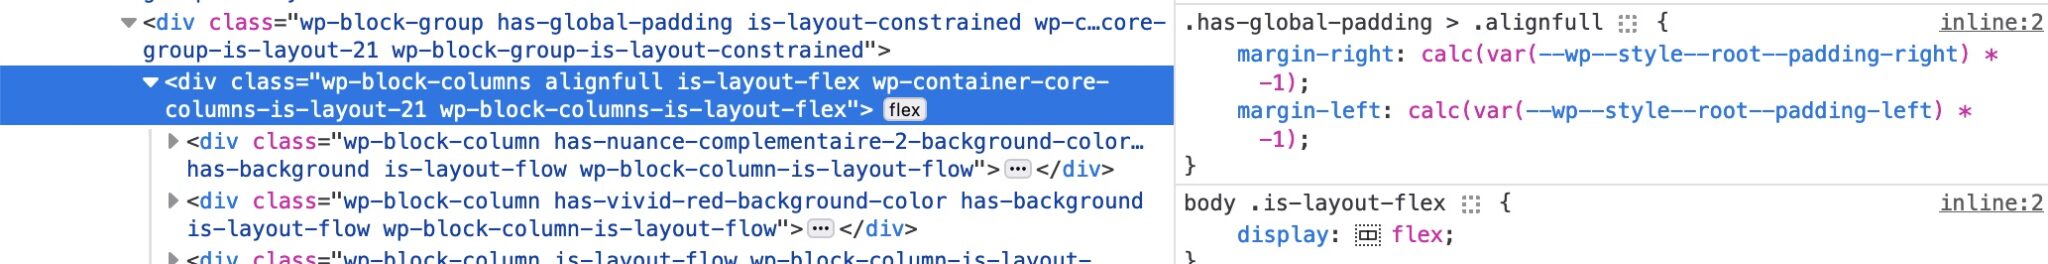 <div class="wp-block-group has-global-padding is-layout-constrained wp-c…core-
group-is-layout-21 wp-block-group-is-layout-constrained">
<div class="wp-block-columns alignfull is-layout-flex wp-container-core-
columns-is-layout-21 wp-block-columns-is-layout-flex"> flex
<div class="wp-block-column has-nuance-complementaire-2-background-color…
has-background is-layout-flow wp-block-column-is-layout-flow"> … </div>
<div class="wp-block-column has-vivid-red-background-color has-background
is-layout-flow wp-block-column-is-layout-flow"> … </div>
<div class="wp-block-column is-layout-flow wp-block-column-is-layout-
.has-global-padding > .alignfull { inline:2
margin-right: calc(var(--wp--style--root--padding-right) *
-1);
margin-left: calc(var(--wp--style--root--padding-left) *
-1);
}
body .is-layout-flex { inline:2
display: flex;
}